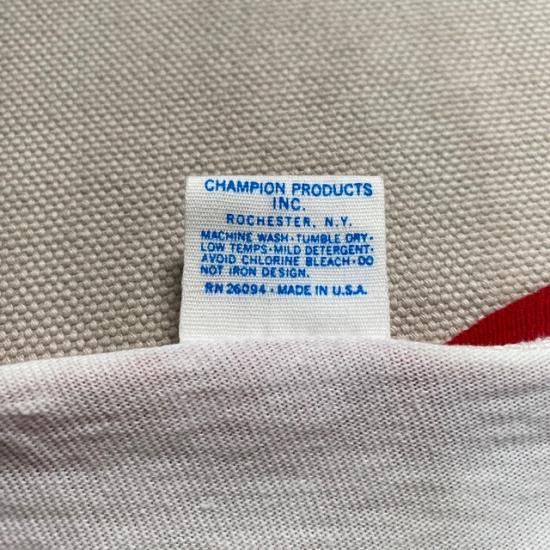 CHAMPION PRODUCTS
INC.
ROCHESTER, N.Y.
MACHINE WASH · TUMBLE DRY ·
LOW TEMPS · MILD DETERGENT ·
AVOID CHLORINE BLEACH · DO
NOT IRON DESIGN.
RN 26094 · MADE IN U.S.A.